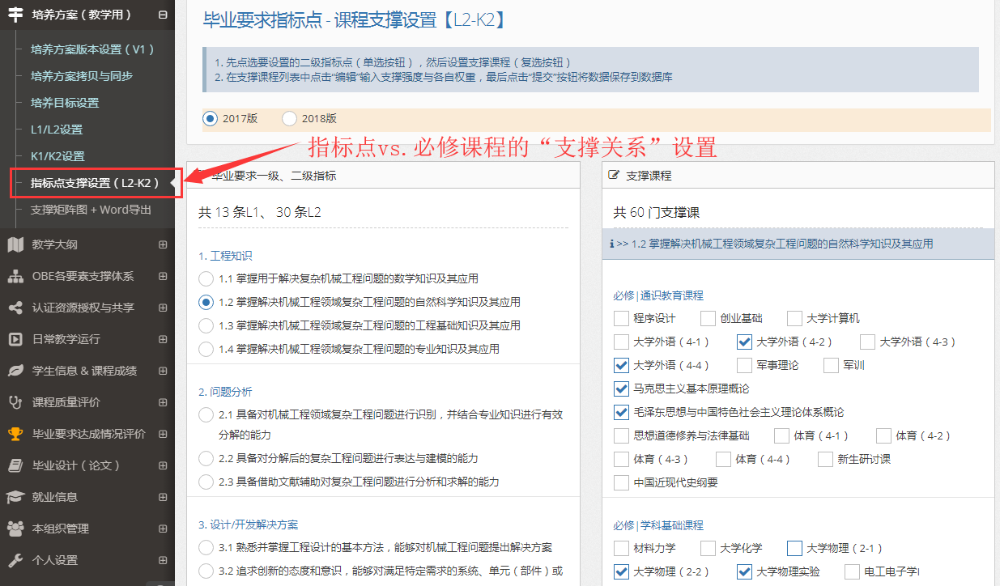 培养方案（教学用）
培养方案版本设置（V1）
培养方案拷贝与同步
培养目标设置
L1/L2设置
K1/K2设置
指标点支撑设置（L2-K2）
支撑矩阵图 + Word导出
教学大纲
OBE各要素支撑体系
认证资源授权与共享
日常教学运行
学生信息 & 课程成绩
课程质量评价
毕业要求达成情况评价
毕业设计（论文）
就业信息
本组织管理
个人设置
毕业要求指标点 - 课程支撑设置【L2-K2】
1. 先点选要设置的二级指标点（单选按钮），然后设置支撑课程（复选按钮）
2. 在支撑课程列表中点击“编辑”输入支撑强度与各自权重，最后点击“提交”按钮将数据保存到数据库
2017版 2018版
指标点vs.必修课程的“支撑关系”设置
毕业要求一级、二级指标
共 13 条L1、 30 条L2
1. 工程知识
1.1 掌握用于解决复杂机械工程问题的数学知识及其应用
1.2 掌握解决机械工程领域复杂工程问题的自然科学知识及其应用
1.3 掌握解决机械工程领域复杂工程问题的工程基础知识及其应用
1.4 掌握解决机械工程领域复杂工程问题的专业知识及其应用
2. 问题分析
2.1 具备对机械工程领域复杂工程问题进行识别，并结合专业知识进行有效
分解的能力
2.2 具备对分解后的复杂工程问题进行表达与建模的能力
2.3 具备借助文献辅助对复杂工程问题进行分析和求解的能力
3. 设计/开发解决方案
3.1 熟悉并掌握工程设计的基本方法，能够对机械工程问题提出解决方案
3.2 追求创新的态度和意识，能够对满足特定需求的系统、单元（部件）或
支撑课程
共 60 门支撑课
>> 1.2 掌握解决机械工程领域复杂工程问题的自然科学知识及其应用
必修|通识教育课程
程序设计 创业基础 大学计算机
大学外语（4-1） 大学外语（4-2） 大学外语（4-3）
大学外语（4-4） 军事理论 军训
马克思主义基本原理概论
毛泽东思想与中国特色社会主义理论体系概论
思想道德修养与法律基础 体育（4-1） 体育（4-2）
体育（4-3） 体育（4-4） 新生研讨课
中国近现代史纲要
必修|学科基础课程
材料力学 大学化学 大学物理（2-1）
大学物理（2-2） 大学物理实验 电工电子学I